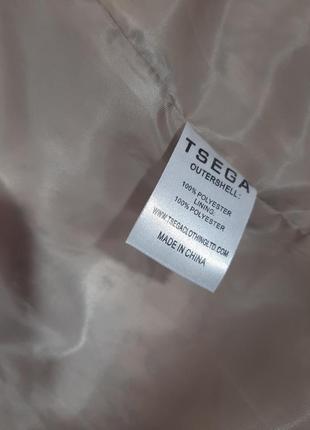 TSEGA
OUTERSHELL:
100% POLYESTER
LINING:
100% POLYESTER
WWW.TSEGACLOTHINGLTD.COM
MADE IN CHINA